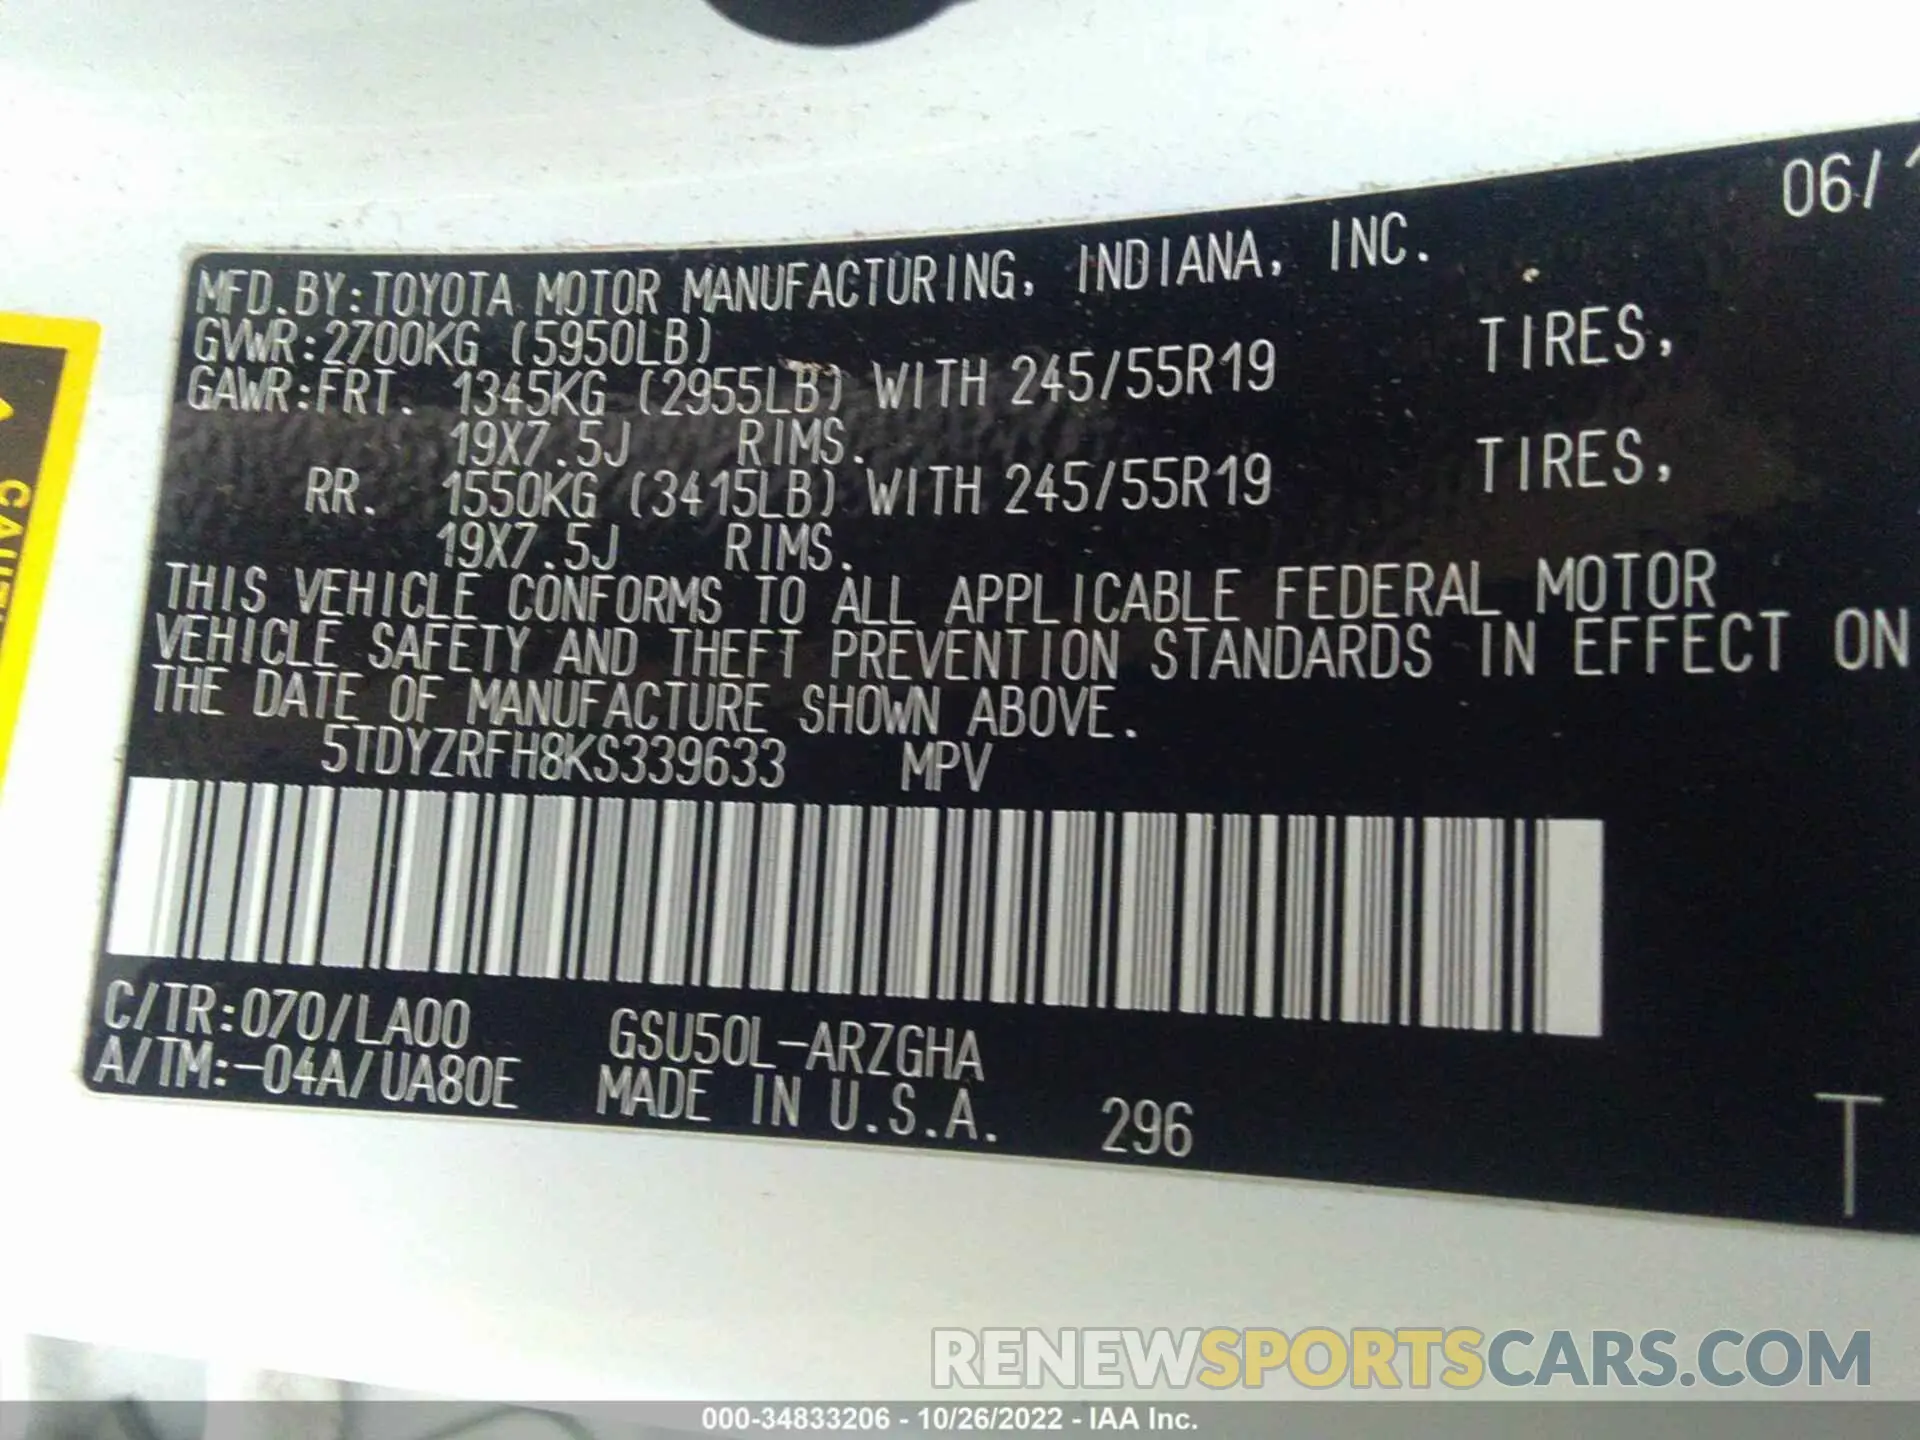 06/
MFD.BY:TOYOTA MOTOR MANUFACTURING, INDIANA, INC.
GVWR:2700KG (5950LB)
GAWR:FRT. 1345KG (2955LB) WITH 245/55R19 TIRES,
19X7.5J RIMS.
RR. 1550KG (3415LB) WITH 245/55R19 TIRES,
19X7.5J RIMS.
THIS VEHICLE CONFORMS TO ALL APPLICABLE FEDERAL MOTOR
VEHICLE SAFETY AND THEFT PREVENTION STANDARDS IN EFFECT ON
THE DATE OF MANUFACTURE SHOWN ABOVE.
5TDYZRFH8KS339633 MPV
C/TR:070/LA00 GSU50L-ARZGHA
A/TM:-04A/UA80E MADE IN U.S.A. 296
T
RENEWSPORTSCARS.COM
000-34833206 - 10/26/2022 - IAA Inc.